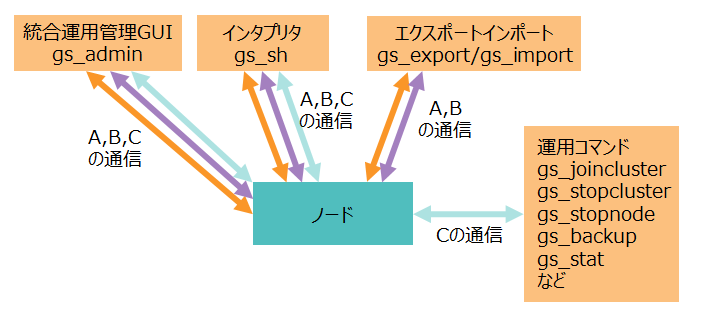 統合運用管理GUI
gs_admin
インタプリタ
gs_sh
エクスポートインポート
gs_export/gs_import
A,B,C
の通信
A,B,C
の通信
A,B
の通信
ノード
Cの通信
運用コマンド
gs_joincluster
gs_stopcluster
gs_stopnode
gs_backup
gs_stat
など